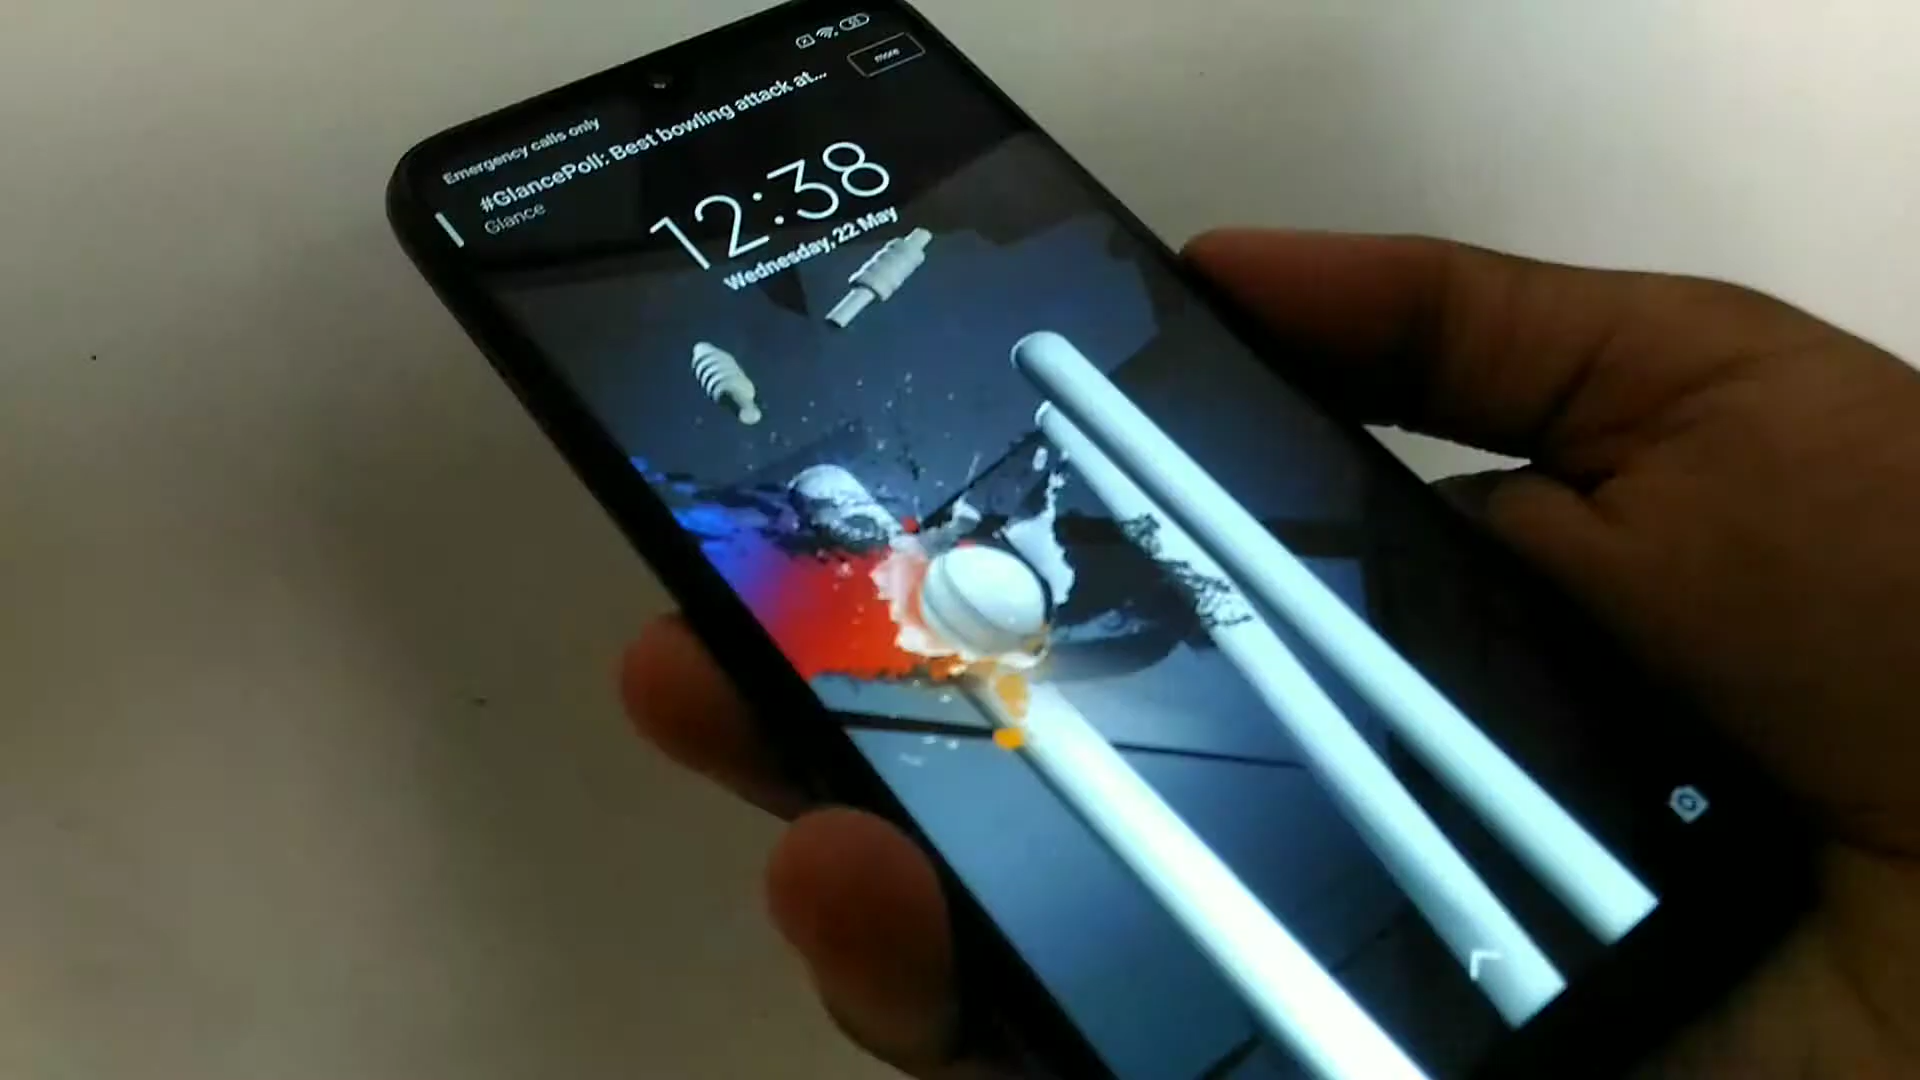 Emergency calls only
#GlancePoll: Best bowling attack at...
more
Glance
12:38
Wednesday, 22 May